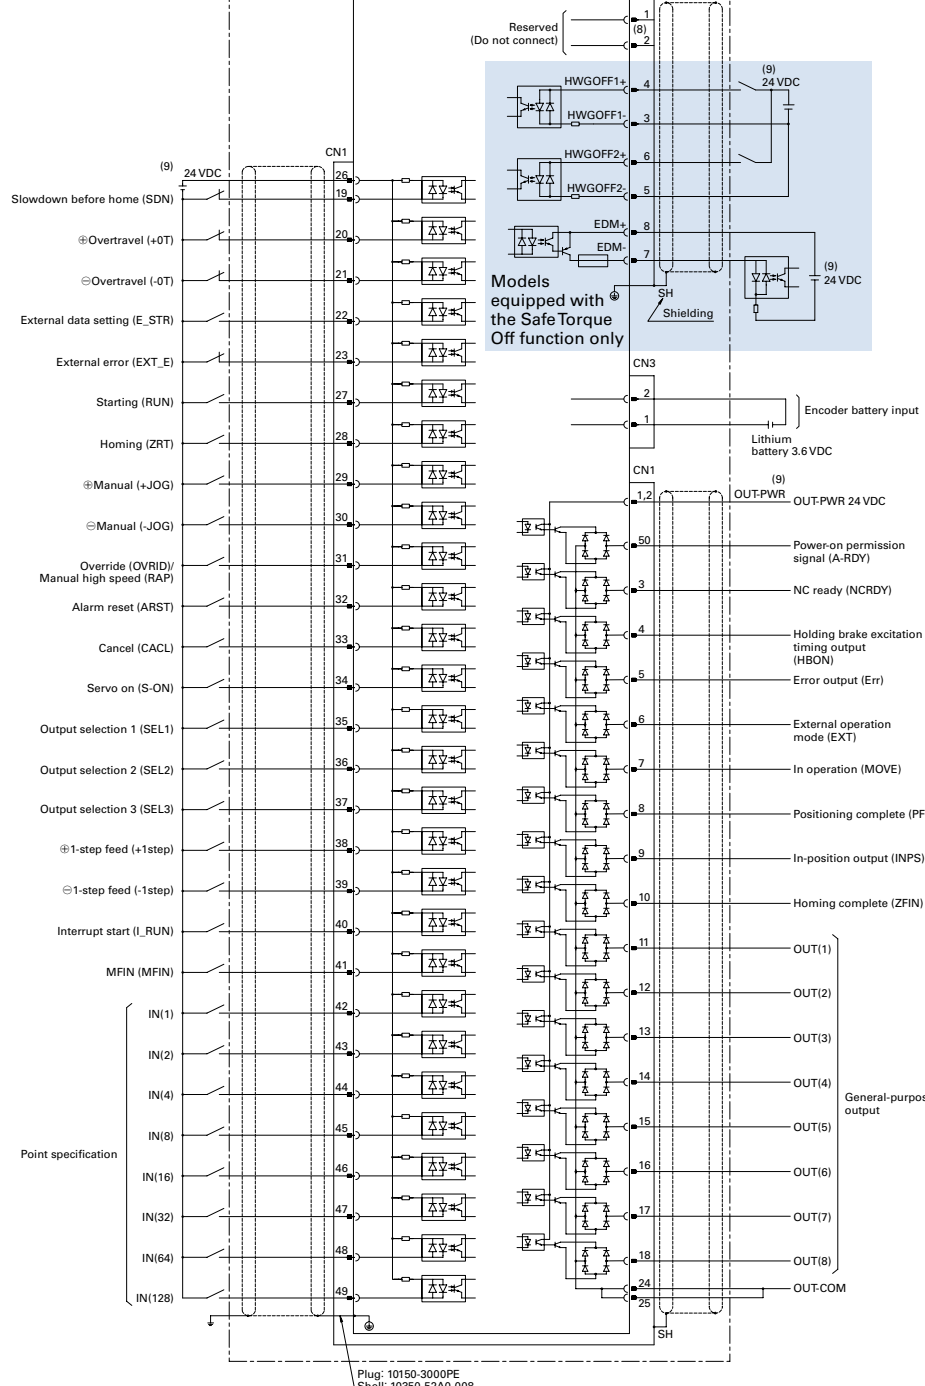 Reserved
(Do not connect)
1
(8)
2
HWGOFF1+
4
(9)
24 VDC
HWGOFF1-
3
HWGOFF2+
6
HWGOFF2-
5
EDM+
8
EDM-
7
(9)
24 VDC
Models
equipped with
the Safe Torque
Off function only
SH
Shielding
CN3
2
1
Encoder battery input
Lithium
battery 3.6 VDC
CN1
(9)
24 VDC
26
Slowdown before home (SDN)
19
⊕Overtravel (+0T)
20
⊖Overtravel (-0T)
21
External data setting (E_STR)
22
External error (EXT_E)
23
Starting (RUN)
27
Homing (ZRT)
28
⊕Manual (+JOG)
29
⊖Manual (-JOG)
30
Override (OVRID)/
Manual high speed (RAP)
31
Alarm reset (ARST)
32
Cancel (CACL)
33
Servo on (S-ON)
34
Output selection 1 (SEL1)
35
Output selection 2 (SEL2)
36
Output selection 3 (SEL3)
37
⊕1-step feed (+1step)
38
⊖1-step feed (-1step)
39
Interrupt start (I_RUN)
40
MFIN (MFIN)
41
Point specification
IN(1)
42
IN(2)
43
IN(4)
44
IN(8)
45
IN(16)
46
IN(32)
47
IN(64)
48
IN(128)
49
CN1
(9)
1,2
OUT-PWR
OUT-PWR 24 VDC
50
Power-on permission
signal (A-RDY)
3
NC ready (NCRDY)
4
Holding brake excitation
timing output
(HBON)
5
Error output (Err)
6
External operation
mode (EXT)
7
In operation (MOVE)
8
Positioning complete (PF
9
In-position output (INPS)
10
Homing complete (ZFIN)
11
OUT(1)
12
OUT(2)
13
OUT(3)
14
OUT(4)
General-purpos
output
15
OUT(5)
16
OUT(6)
17
OUT(7)
18
OUT(8)
24
OUT-COM
25
SH
Plug: 10150-3000PE
Shell: 10350-52A0-008